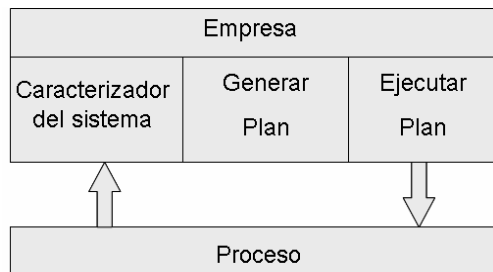 Empresa
Caracterizador
del sistema
Generar
Plan
Ejecutar
Plan
Proceso